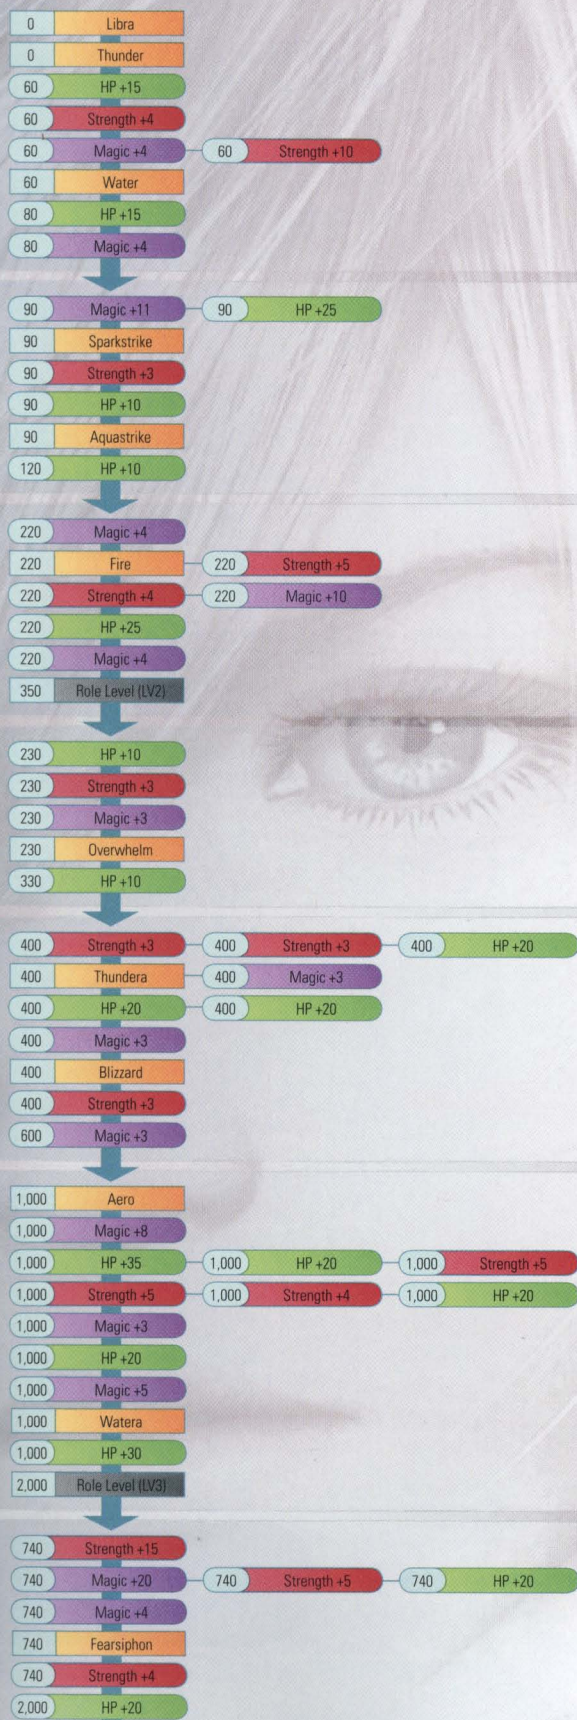 0 Libra
0 Thunder
60 HP +15
60 Strength +4
60 Magic +4 60 Strength +10
60 Water
80 HP +15
80 Magic +4
90 Magic +11 90 HP +25
90 Sparkstrike
90 Strength +3
90 HP +10
90 Aquastrike
120 HP +10
220 Magic +4
220 Fire 220 Strength +5
220 Strength +4 220 Magic +10
220 HP +25
220 Magic +4
350 Role Level (LV2)
230 HP +10
230 Strength +3
230 Magic +3
230 Overwhelm
330 HP +10
400 Strength +3 400 Strength +3 400 HP +20
400 Thundera 400 Magic +3
400 HP +20 400 HP +20
400 Magic +3
400 Blizzard
400 Strength +3
600 Magic +3
1,000 Aero
1,000 Magic +8
1,000 HP +35 1,000 HP +20 1,000 Strength +5
1,000 Strength +5 1,000 Strength +4 1,000 HP +20
1,000 Magic +3
1,000 HP +20
1,000 Magic +5
1,000 Watera
1,000 HP +30
2,000 Role Level (LV3)
740 Strength +15
740 Magic +20 740 Strength +5 740 HP +20
740 Magic +4
740 Fearsiphon
740 Strength +4
2,000 HP +20